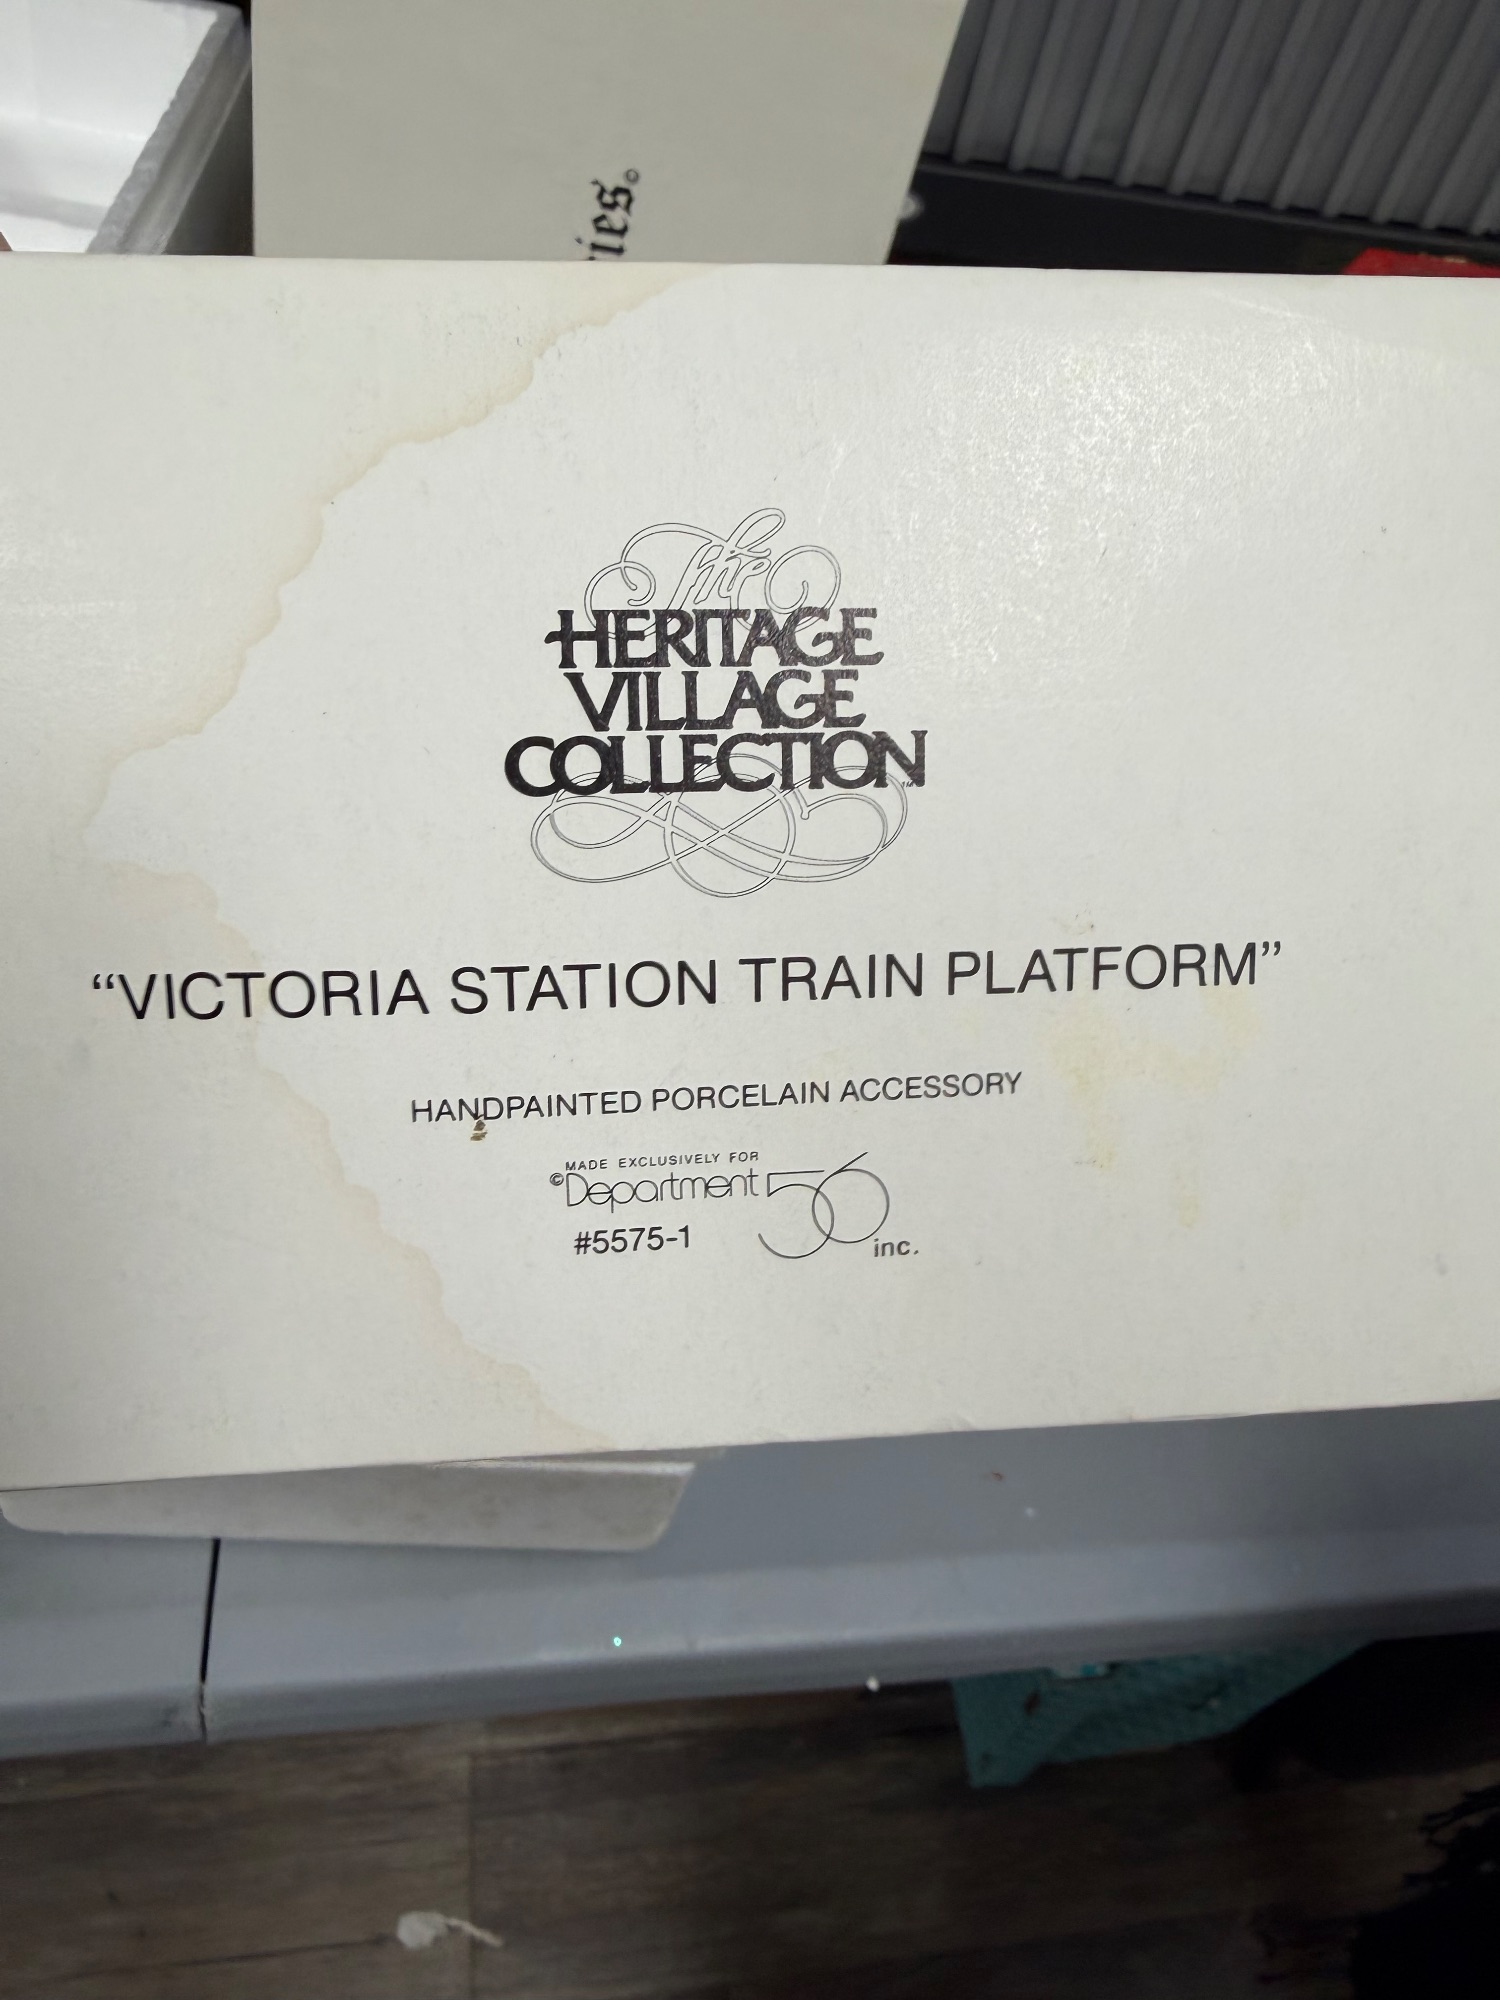 ies.©
The
HERITAGE
VILLAGE
COLLECTION™
“VICTORIA STATION TRAIN PLATFORM”
HANDPAINTED PORCELAIN ACCESSORY
MADE EXCLUSIVELY FOR
©Department 56
#5575-1
inc.